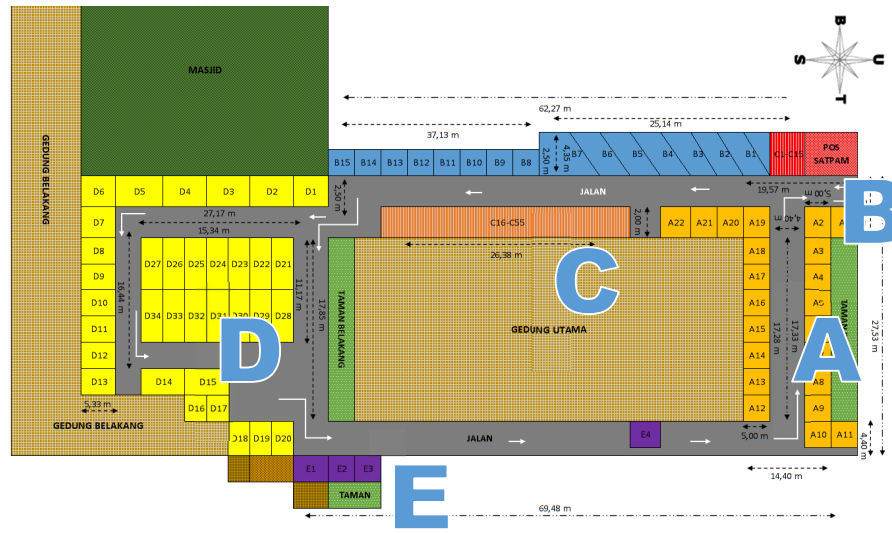 B
S
U
T
MASJID
62,27 m
25,14 m
37,13 m
2,50 m
4,35 m
B7
B6
B5
B4
B3
B2
B1
C1-C15
POS
SATPAM
B15
B14
B13
B12
B11
B10
B9
B8
GEDUNG BELAKANG
D6
D5
D4
D3
D2
D1
2,50 m
JALAN
19,57 m
5,00 m
B
27,17 m
15,34 m
D7
C16-C55
2,00 m
A22
A21
A20
A19
4,40 m
A2
26,38 m
D8
D9
D10
D11
D12
D13
16,44 m
D27
D26
D25
D24
D23
D22
D21
D34
D33
D32
D31
D30
D29
D28
11,17 m
17,85 m
TAMAN BELAKANG
C
GEDUNG UTAMA
A18
A17
A16
A15
A14
A13
A12
17,28 m
17,33 m
A3
A4
A5
A8
A9
A10
A11
TAMAN
A
27,53 m
D
D14
D15
D16
D17
5,33 m
GEDUNG BELAKANG
D18
D19
D20
JALAN
E4
5,00 m
4,40 m
14,40 m
E1
E2
E3
TAMAN
E
69,48 m